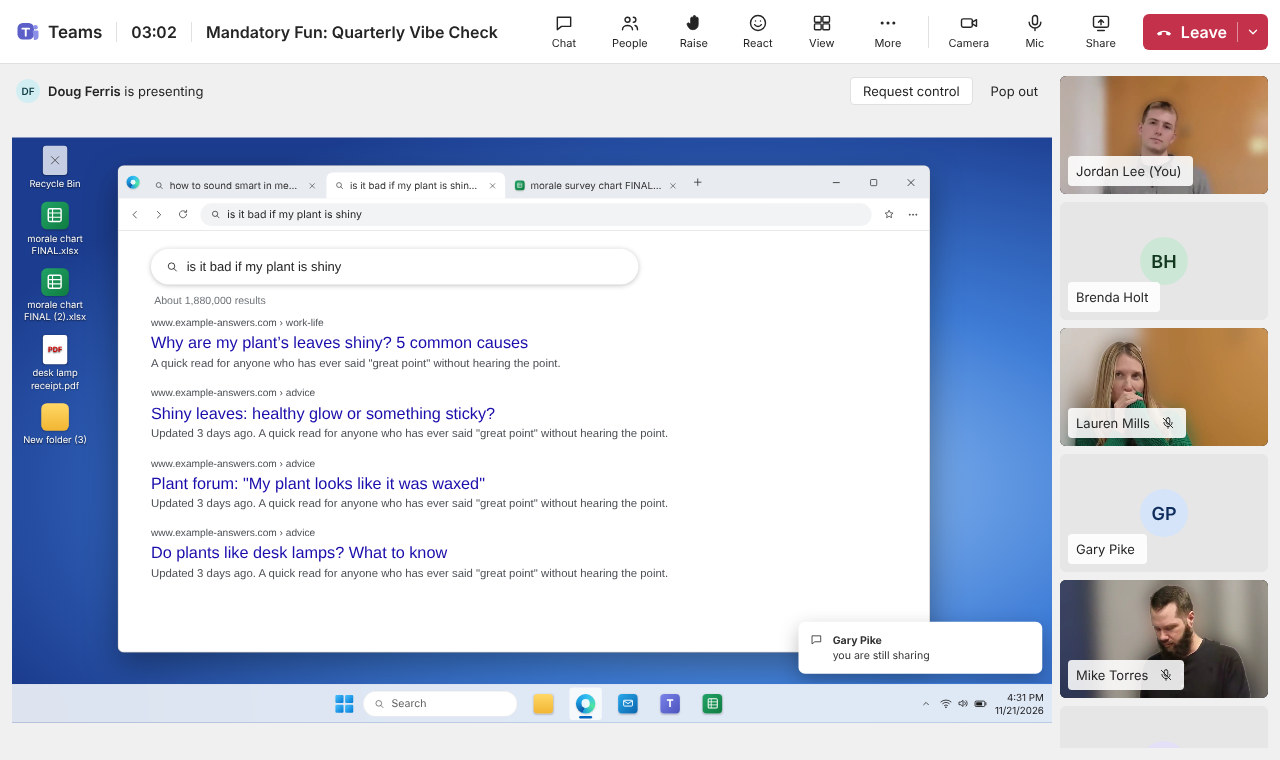 Teams
03:02
Mandatory Fun: Quarterly Vibe Check
Chat
People
Raise
React
View
More
Camera
Mic
Share
Leave
DF
Doug Ferris is presenting
Request control
Pop out
Recycle Bin
morale chart
FINAL.xlsx
morale chart
FINAL (2).xlsx
PDF
desk lamp
receipt.pdf
New folder (3)
how to sound smart in me...
is it bad if my plant is shin...
morale survey chart FINAL...
is it bad if my plant is shiny
is it bad if my plant is shiny
About 1,880,000 results
www.example-answers.com › work-life
Why are my plant's leaves shiny? 5 common causes
A quick read for anyone who has ever said "great point" without hearing the point.
www.example-answers.com › advice
Shiny leaves: healthy glow or something sticky?
Updated 3 days ago. A quick read for anyone who has ever said "great point" without hearing the point.
www.example-answers.com › advice
Plant forum: "My plant looks like it was waxed"
Updated 3 days ago. A quick read for anyone who has ever said "great point" without hearing the point.
www.example-answers.com › advice
Do plants like desk lamps? What to know
Updated 3 days ago. A quick read for anyone who has ever said "great point" without hearing the point.
Gary Pike
you are still sharing
Search
T
4:31 PM
11/21/2026
Jordan Lee (You)
BH
Brenda Holt
Lauren Mills
GP
Gary Pike
Mike Torres